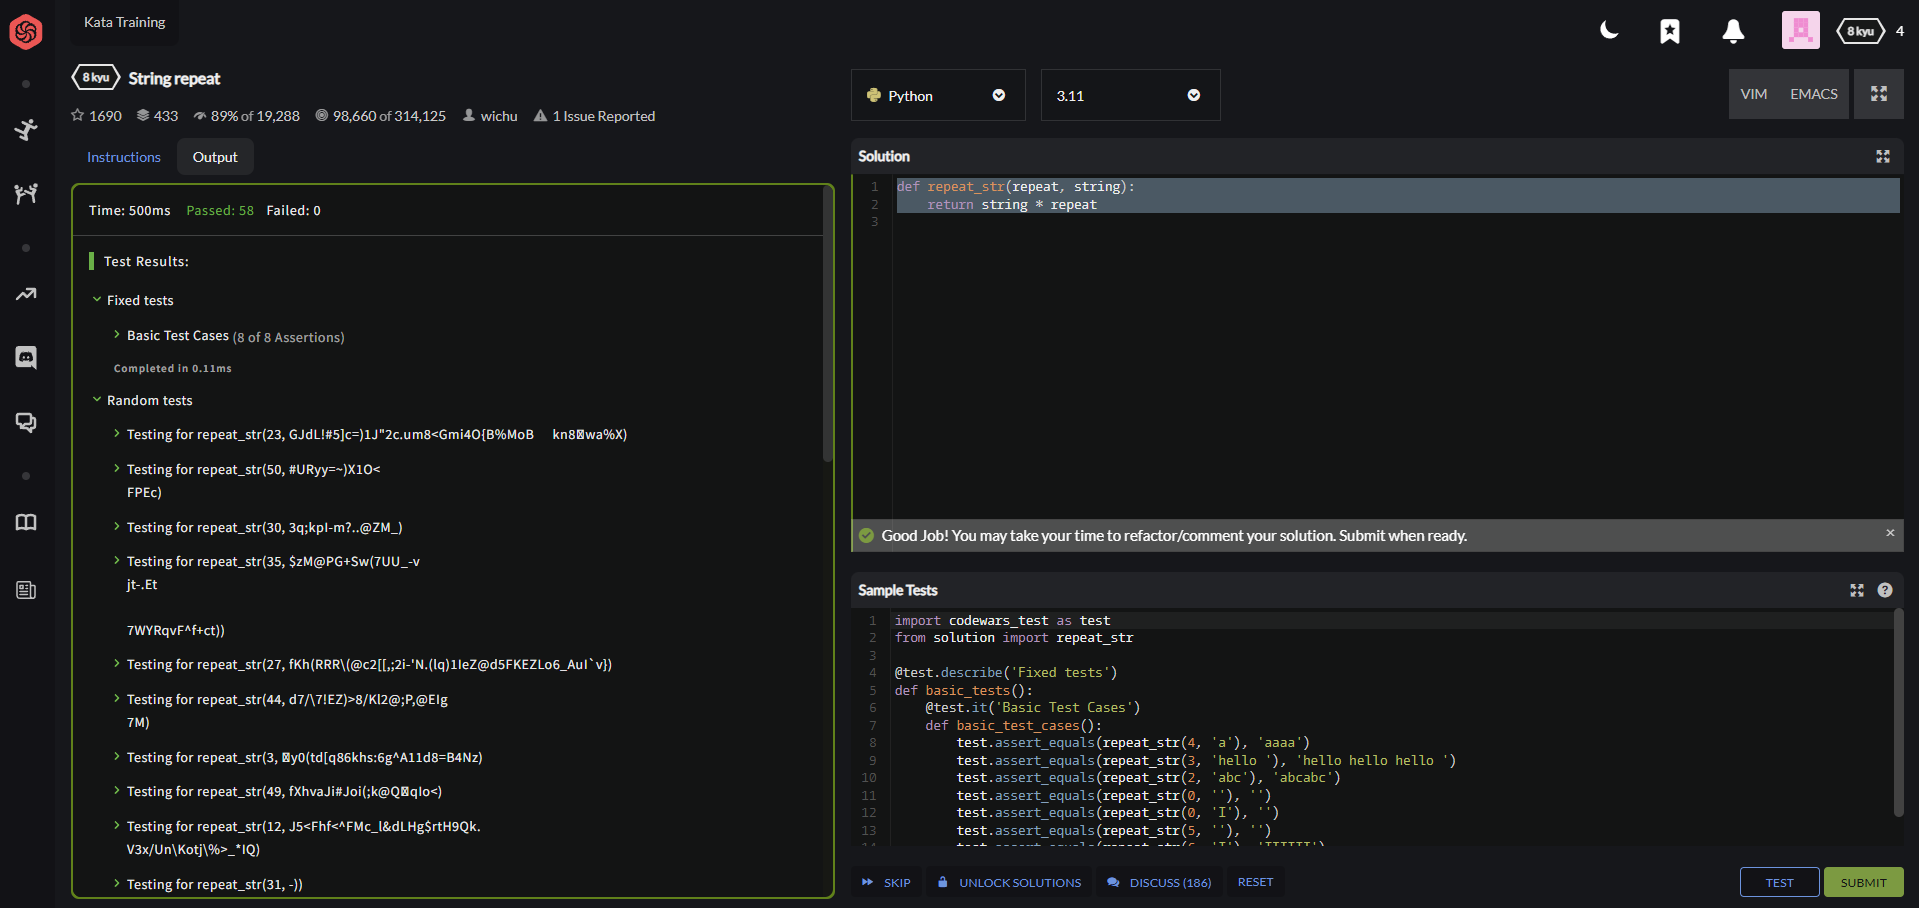 Kata Training
8 kyu
4
8 kyu String repeat
1690 433 89% of 19,288 98,660 of 314,125 wichu 1 Issue Reported
Instructions Output
Time: 500ms Passed: 58 Failed: 0
Test Results:
Fixed tests
Basic Test Cases (8 of 8 Assertions)
Completed in 0.11ms
Random tests
Testing for repeat_str(23, GJdL!#5]c=)1J"2c.um8<Gmi4O{B%MoB kn8wa%X)
Testing for repeat_str(50, #URyy=~)X1O<
FPEc)
Testing for repeat_str(30, 3q;kpI-m?..@ZM_)
Testing for repeat_str(35, $zM@PG+Sw(7UU_-v
jt-.Et
7WYRqvF^f+ct))
Testing for repeat_str(27, fKh(RRR\(@c2[[,;2i-'N.(lq)1IeZ@d5FKEZLo6_AuI`v})
Testing for repeat_str(44, d7/\7!EZ)>8/Kl2@;P,@EIg
7M)
Testing for repeat_str(3, y0(td[q86khs:6g^A11d8=B4Nz)
Testing for repeat_str(49, fXhvaJi#Joi(;k@QqIo<)
Testing for repeat_str(12, J5<Fhf<^FMc_l&dLHg$rtH9Qk.
V3x/Un\Kotj\%>_*IQ)
Testing for repeat_str(31, -))
Python 3.11 VIM EMACS
Solution
1 def repeat_str(repeat, string):
2     return string * repeat
3
Good Job! You may take your time to refactor/comment your solution. Submit when ready. ×
Sample Tests ?
1 import codewars_test as test
2 from solution import repeat_str
3
4 @test.describe('Fixed tests')
5 def basic_tests():
6     @test.it('Basic Test Cases')
7     def basic_test_cases():
8         test.assert_equals(repeat_str(4, 'a'), 'aaaa')
9         test.assert_equals(repeat_str(3, 'hello '), 'hello hello hello ')
10         test.assert_equals(repeat_str(2, 'abc'), 'abcabc')
11         test.assert_equals(repeat_str(0, ''), '')
12         test.assert_equals(repeat_str(0, 'I'), '')
13         test.assert_equals(repeat_str(5, ''), '')
SKIP UNLOCK SOLUTIONS DISCUSS (186) RESET TEST SUBMIT